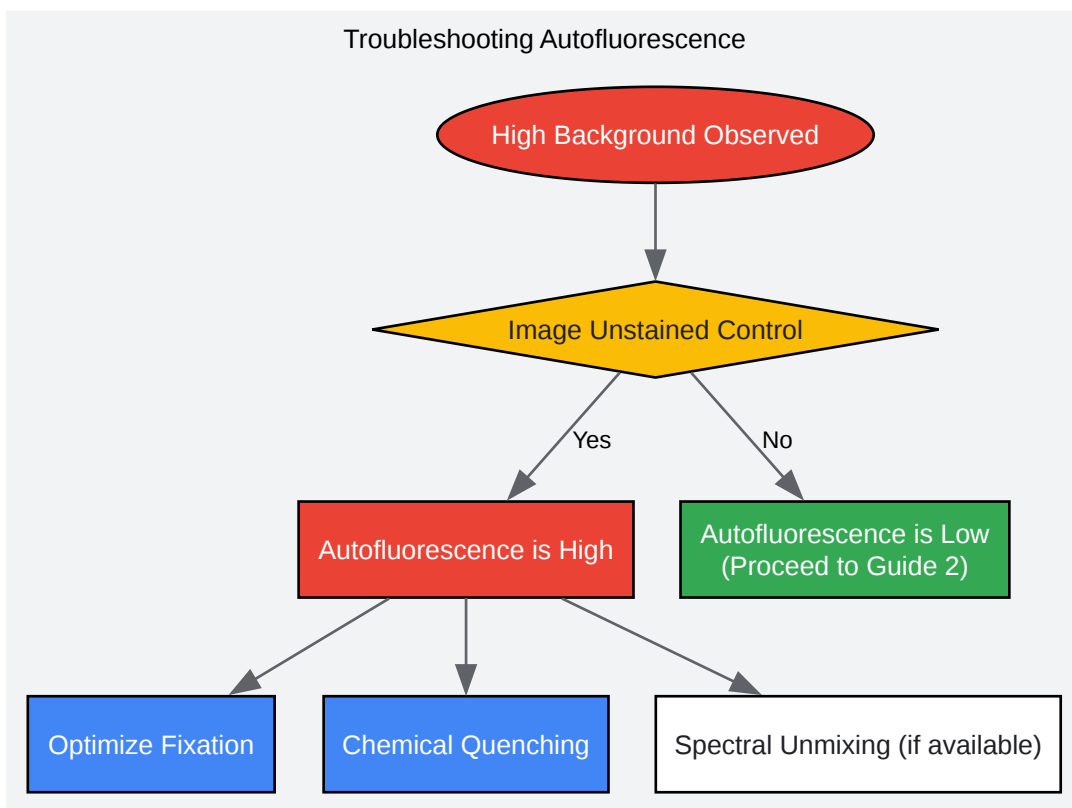 Troubleshooting Autofluorescence
High Background Observed
Image Unstained Control
Yes
No
Autofluorescence is High
Autofluorescence is Low
(Proceed to Guide 2)
Optimize Fixation
Chemical Quenching
Spectral Unmixing (if available)